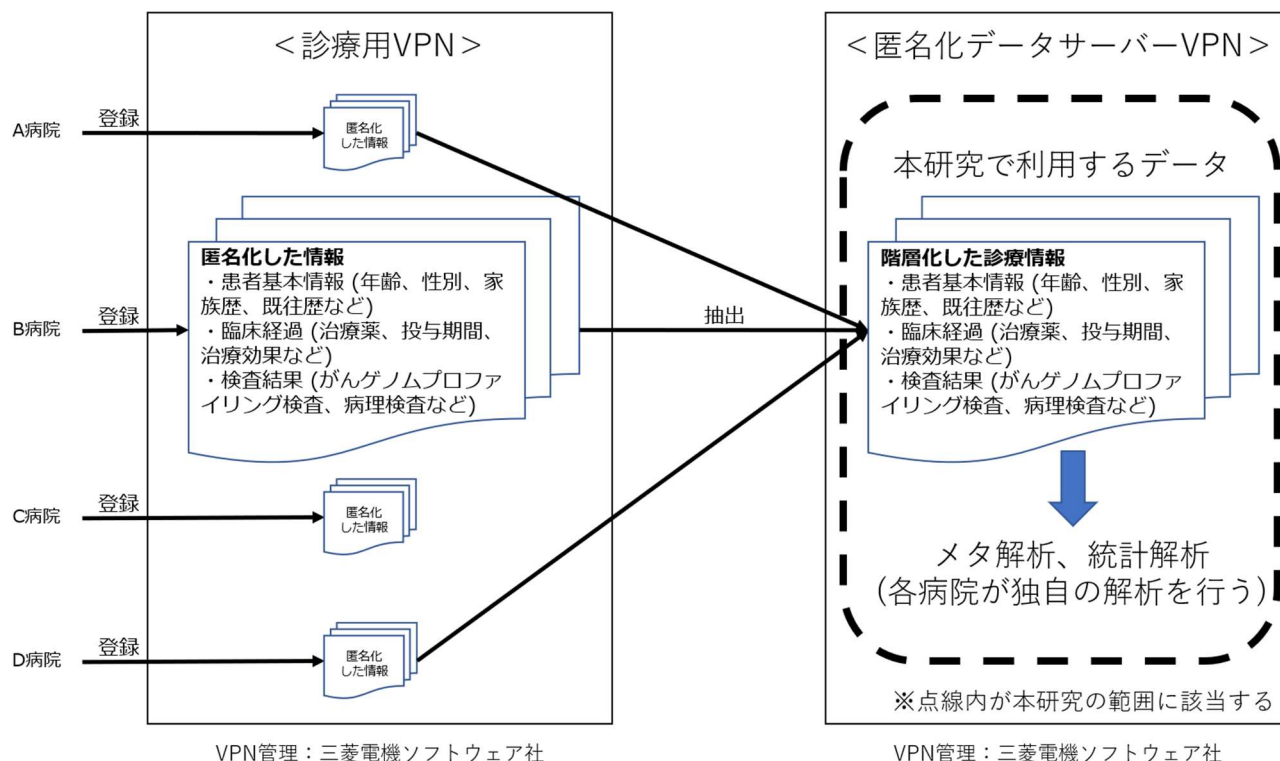 ＜診療用VPN＞
A病院
登録
匿名化
した情報
B病院
登録
匿名化した情報
・患者基本情報 (年齢、性別、家
族歴、既往歴など)
・臨床経過 (治療薬、投与期間、
治療効果など)
・検査結果 (がんゲノムプロファ
イリング検査、病理検査など)
C病院
登録
匿名化
した情報
D病院
登録
匿名化
した情報
VPN管理：三菱電機ソフトウェア社
抽出
＜匿名化データサーバーVPN＞
本研究で利用するデータ
階層化した診療情報
・患者基本情報 (年齢、性別、家
族歴、既往歴など)
・臨床経過 (治療薬、投与期間、
治療効果など)
・検査結果 (がんゲノムプロファ
イリング検査、病理検査など)
メタ解析、統計解析
(各病院が独自の解析を行う)
※点線内が本研究の範囲に該当する
VPN管理：三菱電機ソフトウェア社